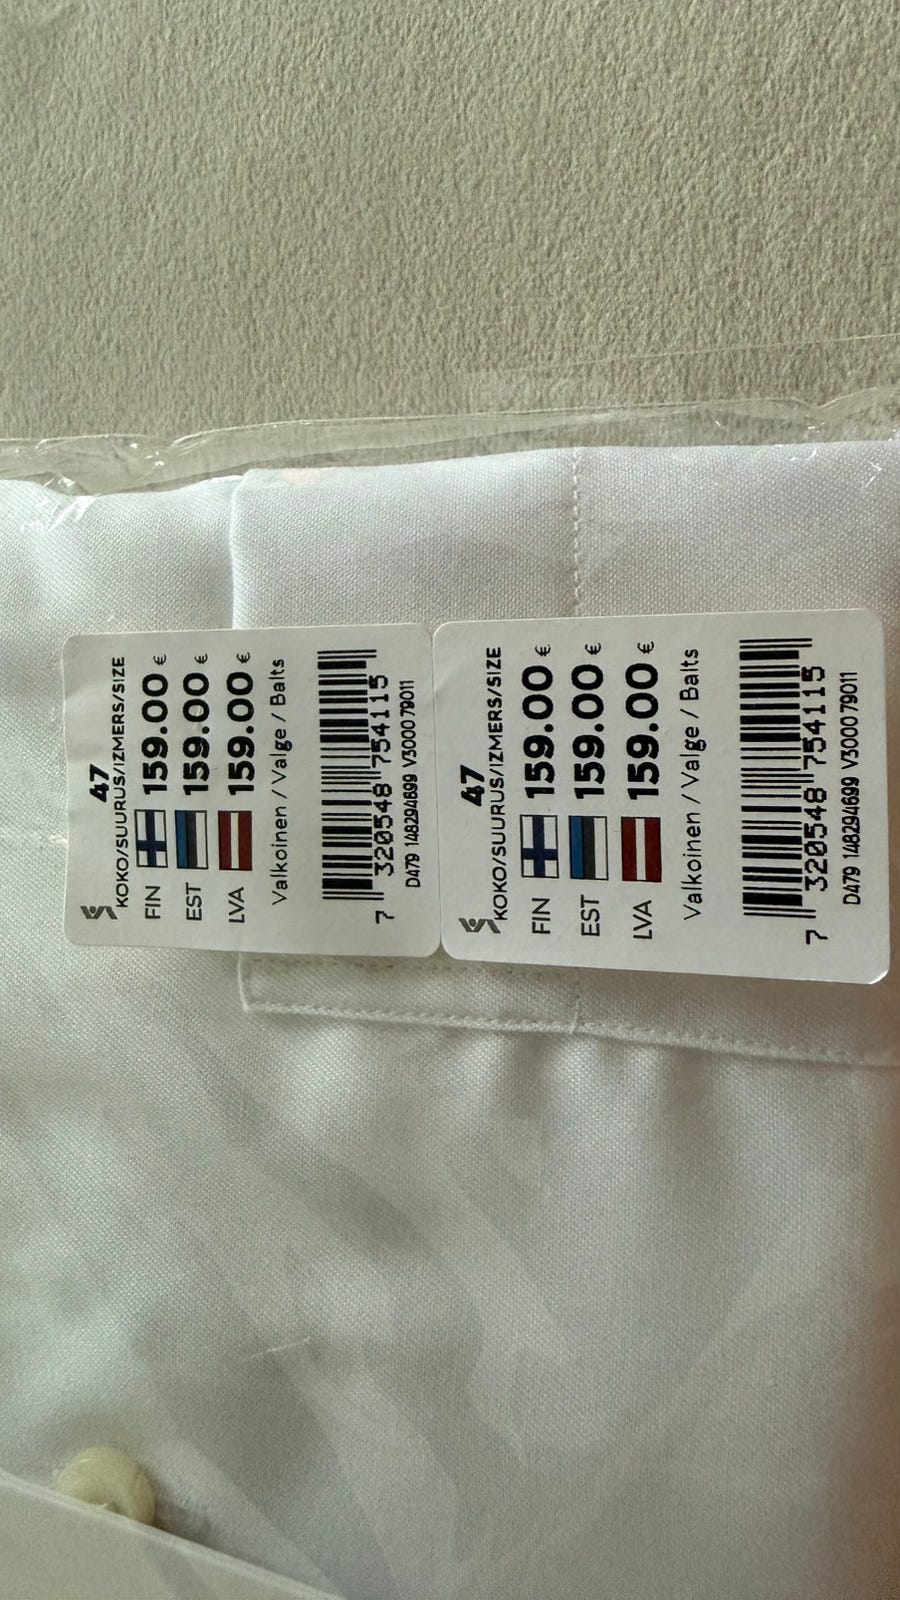 47
KOKO/SUURUS/IZMERS/SIZE
FIN 159.00 €
EST 159.00 €
LVA 159.00 €
Valkoinen / Valge / Balts
7 320548 754115
D479 148294699 V3000 79011
47
KOKO/SUURUS/IZMERS/SIZE
FIN 159.00 €
EST 159.00 €
LVA 159.00 €
Valkoinen / Valge / Balts
7 320548 754115
D479 148294699 V3000 79011